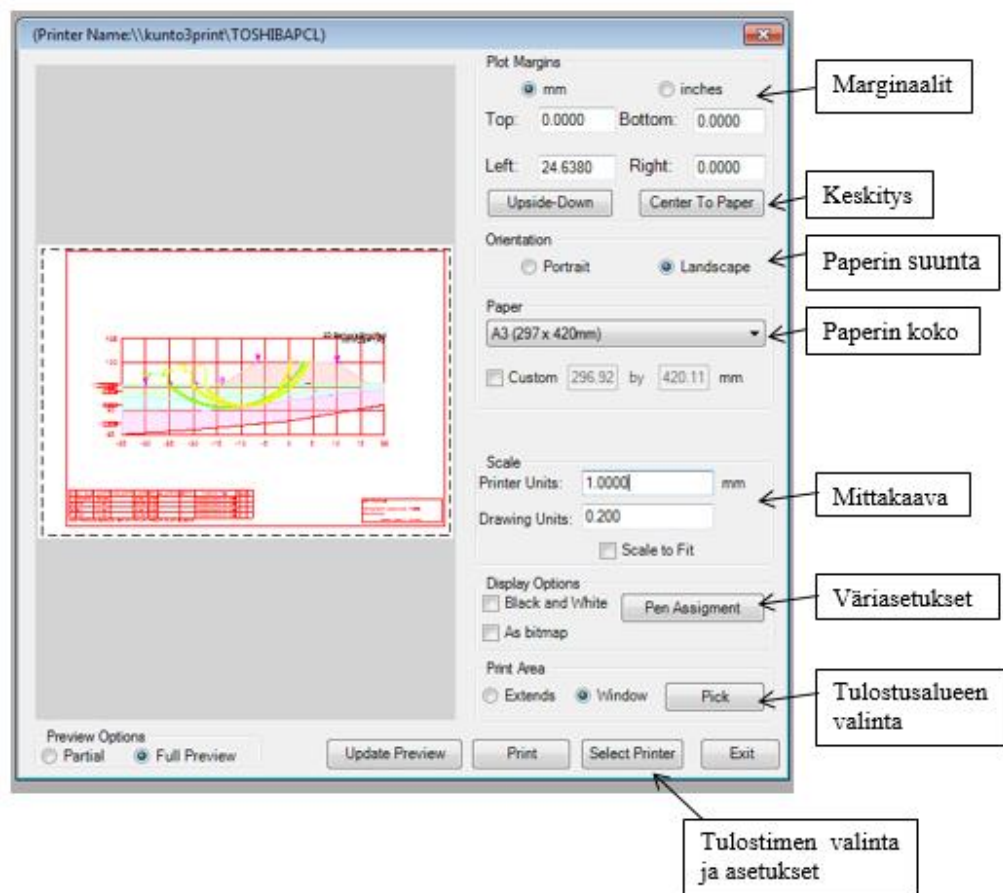 (Printer Name:\\kunto3print\TOSHIBAPCL)
Plot Margins
mm inches
Top: 0.0000 Bottom: 0.0000
Left: 24.6380 Right: 0.0000
Upside-Down Center To Paper
Orientation
Portrait Landscape
Paper
A3 (297 x 420mm)
Custom 296.92 by 420.11 mm
Scale
Printer Units: 1.0000 mm
Drawing Units: 0.200
Scale to Fit
Display Options
Black and White Pen Assigment
As bitmap
Print Area
Extends Window Pick
Preview Options
Partial Full Preview
Update Preview Print Select Printer Exit
Marginaalit
Keskitys
Paperin suunta
Paperin koko
Mittakaava
Väriasetukset
Tulostusalueen
valinta
Tulostimen valinta
ja asetukset